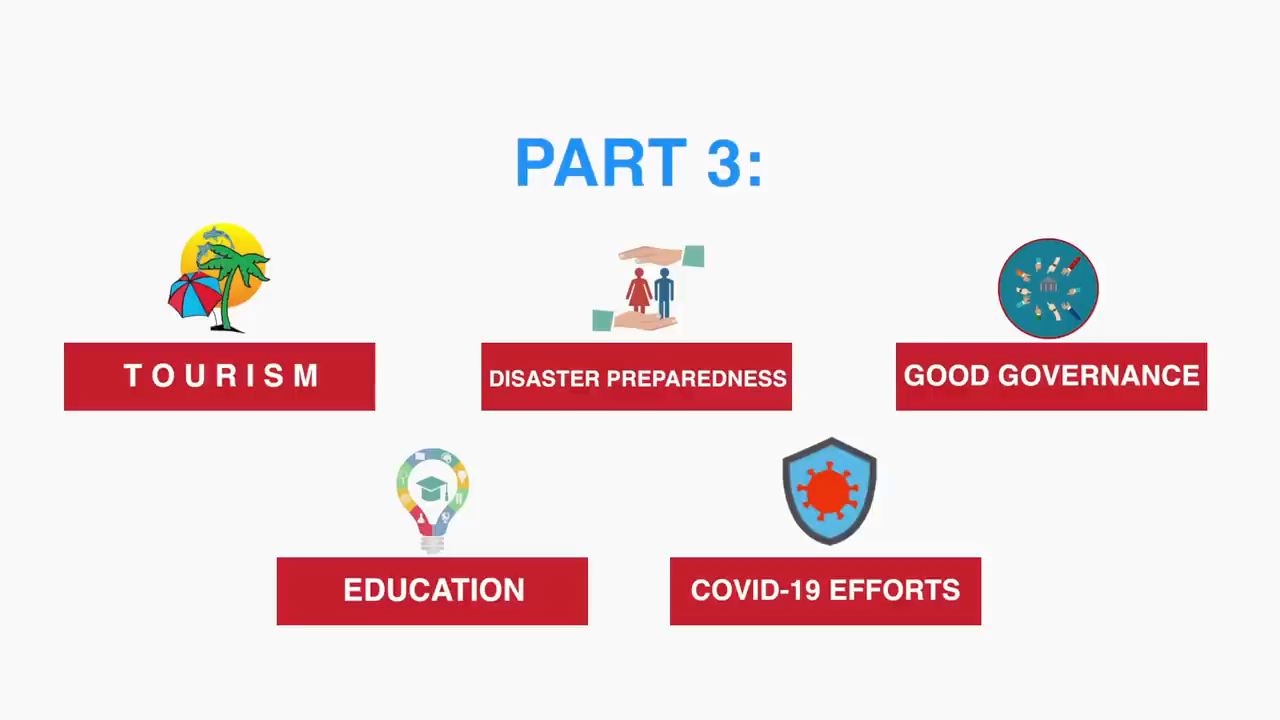 PART 3:
TOURISM
DISASTER PREPAREDNESS
GOOD GOVERNANCE
EDUCATION
COVID-19 EFFORTS